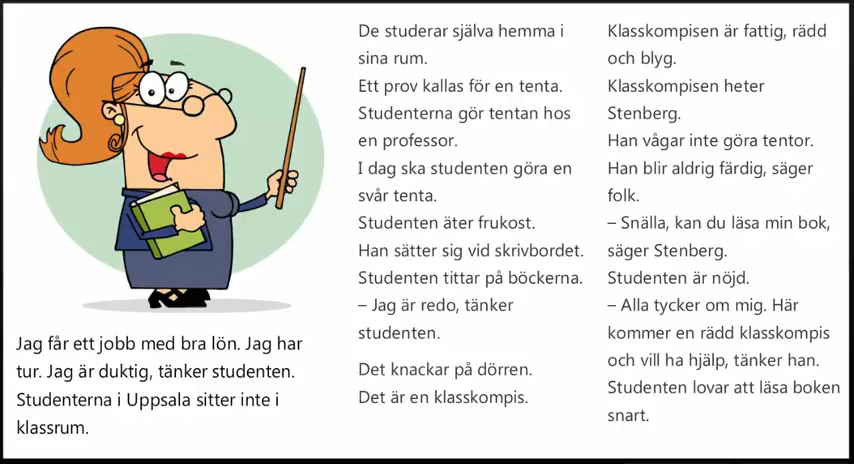 Jag får ett jobb med bra lön. Jag har
tur. Jag är duktig, tänker studenten.
Studenterna i Uppsala sitter inte i
klassrum.
De studerar själva hemma i
sina rum.
Ett prov kallas för en tenta.
Studenterna gör tentan hos
en professor.
I dag ska studenten göra en
svår tenta.
Studenten äter frukost.
Han sätter sig vid skrivbordet.
Studenten tittar på böckerna.
– Jag är redo, tänker
studenten.
Det knackar på dörren.
Det är en klasskompis.
Klasskompisen är fattig, rädd
och blyg.
Klasskompisen heter
Stenberg.
Han vågar inte göra tentor.
Han blir aldrig färdig, säger
folk.
– Snälla, kan du läsa min bok,
säger Stenberg.
Studenten är nöjd.
– Alla tycker om mig. Här
kommer en rädd klasskompis
och vill ha hjälp, tänker han.
Studenten lovar att läsa boken
snart.